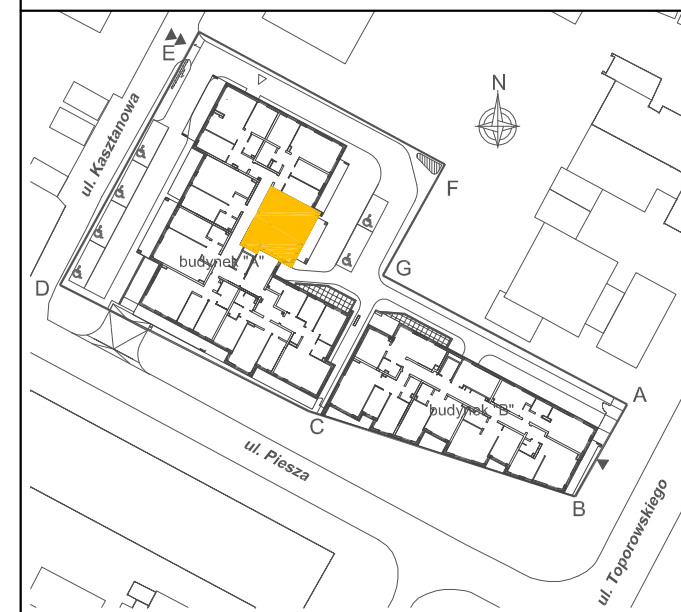 E
N
ul. Kasztanowa
F
budynek "A"
G
D
A
budynek "B"
C
ul. Piesza
B
ul. Toporowskiego